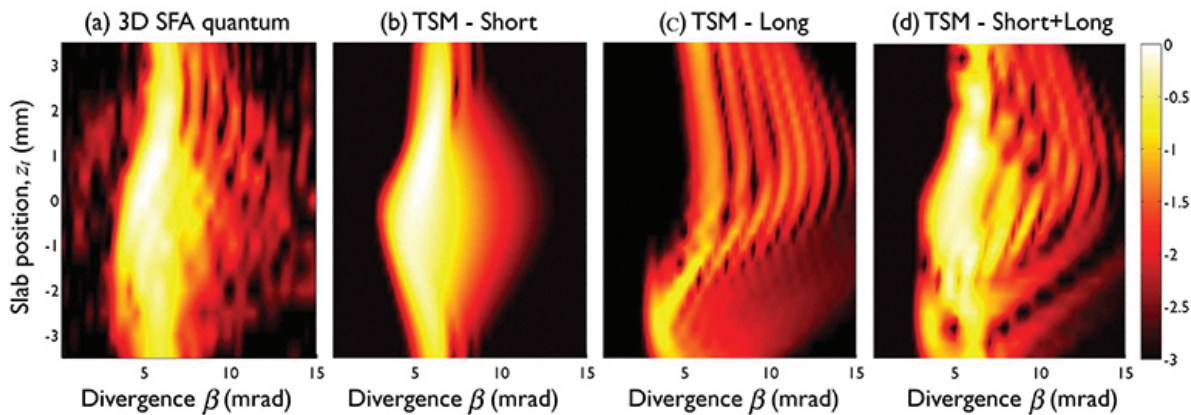 (a) 3D SFA quantum
(b) TSM - Short
(c) TSM - Long
(d) TSM - Short+Long
Slab position, z_t (mm)
3
2
1
0
-1
-2
-3
5 10 15
5 10 15
5 10 15
5 10 15
Divergence β (mrad)
Divergence β (mrad)
Divergence β (mrad)
Divergence β (mrad)
0
-0.5
-1
-1.5
-2
-2.5
-3